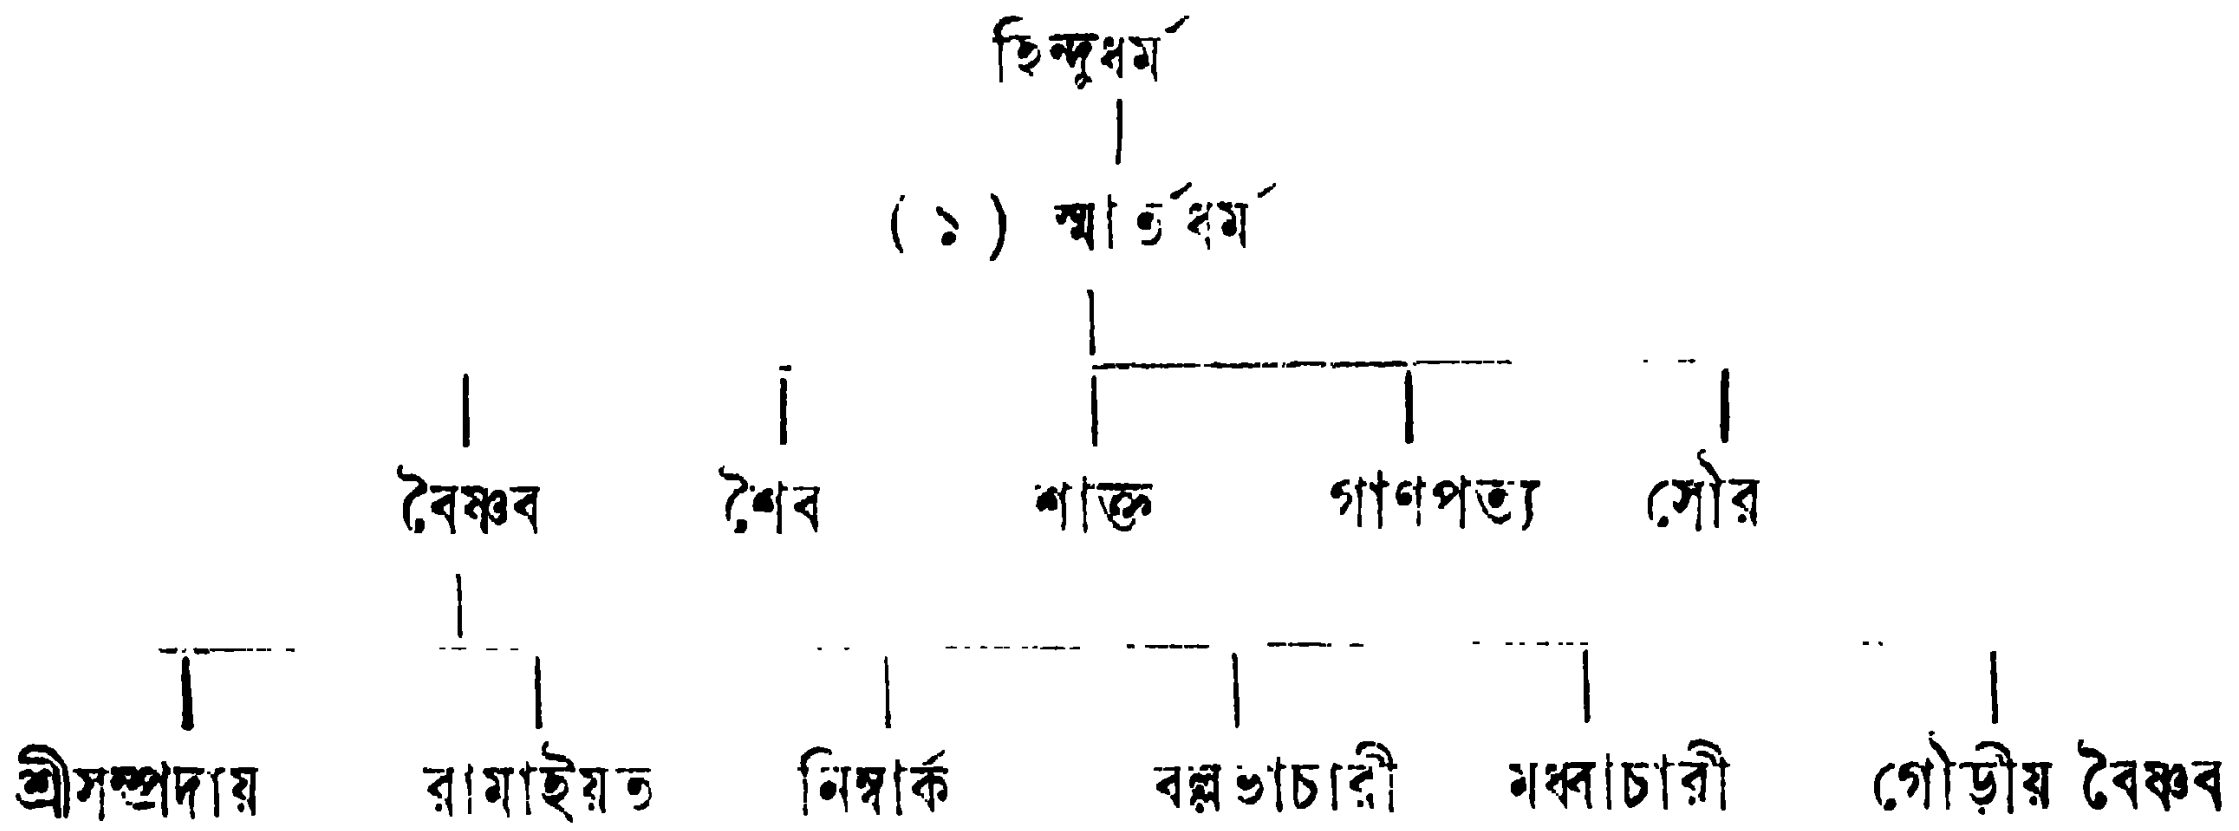 হিন্দুধর্ম
( ১ ) স্মার্তধর্ম
বৈষ্ণব শৈব শাক্ত গাণপত্য সৌর
শ্রীসম্প্রদায় রামাইয়ত নিম্বার্ক বল্লভাচারী মধ্বাচারী গৌড়ীয় বৈষ্ণব